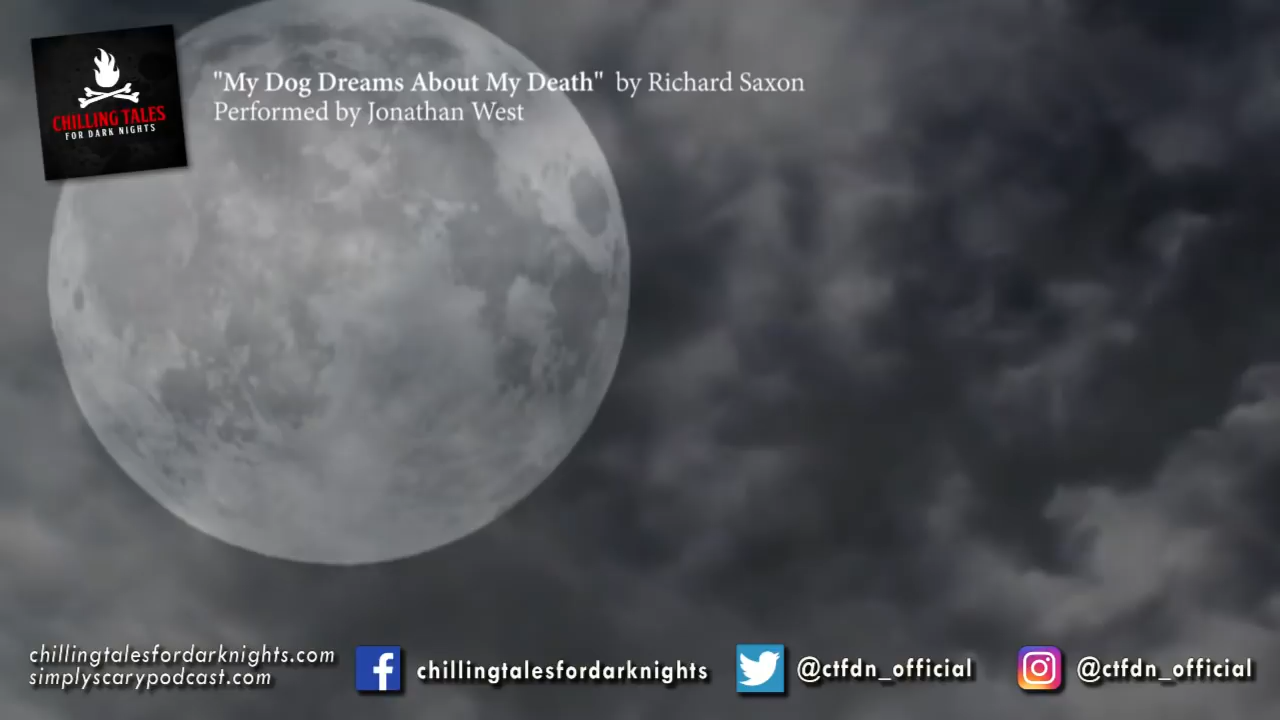 CHILLING TALES
FOR DARK NIGHTS
"My Dog Dreams About My Death" by Richard Saxon
Performed by Jonathan West
chillingtalesfordarknights.com
simplyscarypodcast.com
chillingtalesfordarknights
@ctfdn_official
@ctfdn_official